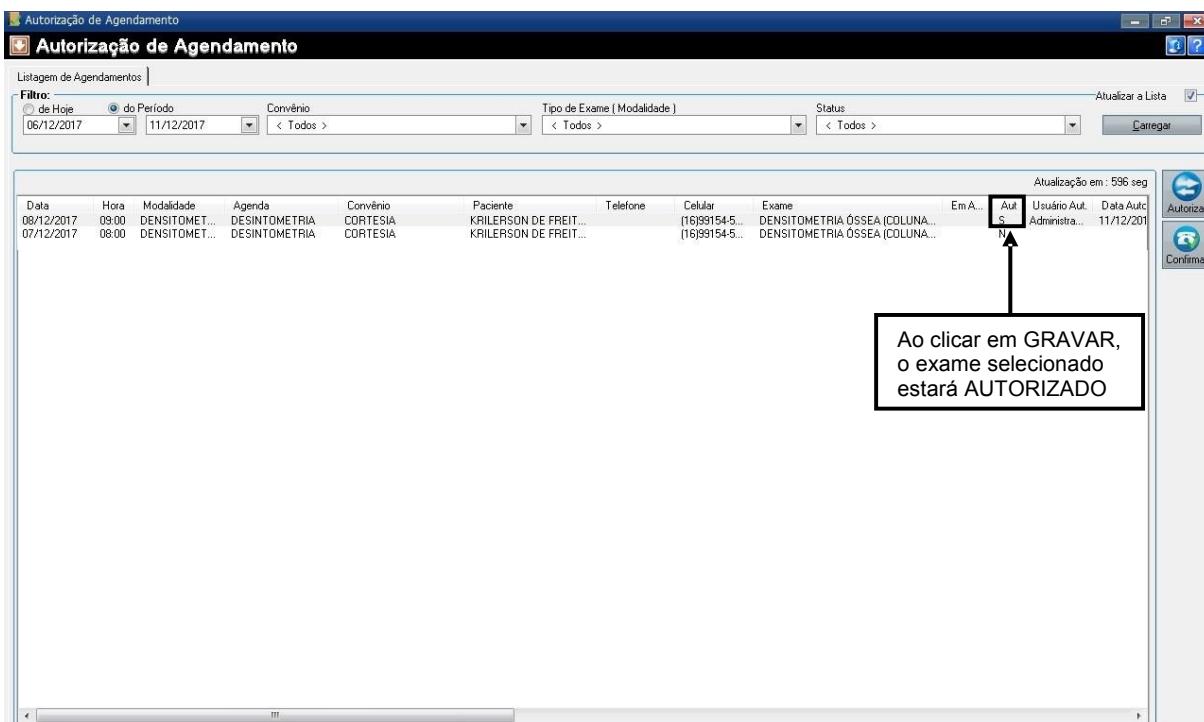 Autorização de Agendamento
Autorização de Agendamento
Listagem de Agendamentos
Filtro:
Atualizar a Lista
de Hoje do Período Convênio Tipo de Exame ( Modalidade ) Status
06/12/2017 11/12/2017 < Todos > < Todos > < Todos > Carregar
Atualização em : 596 seg
Data Hora Modalidade Agenda Convênio Paciente Telefone Celular Exame Em A... Aut Usuário Aut. Data Auto
08/12/2017 09:00 DENSITOMET... DESINTOMETRIA CORTESIA KRILERSON DE FREIT... (16)99154-5... DENSITOMETRIA ÓSSEA (COLUNA... S Administra... 11/12/201
07/12/2017 08:00 DENSITOMET... DESINTOMETRIA CORTESIA KRILERSON DE FREIT... (16)99154-5... DENSITOMETRIA ÓSSEA (COLUNA... N
Autoriza
Confirma
Ao clicar em GRAVAR,
o exame selecionado
estará AUTORIZADO